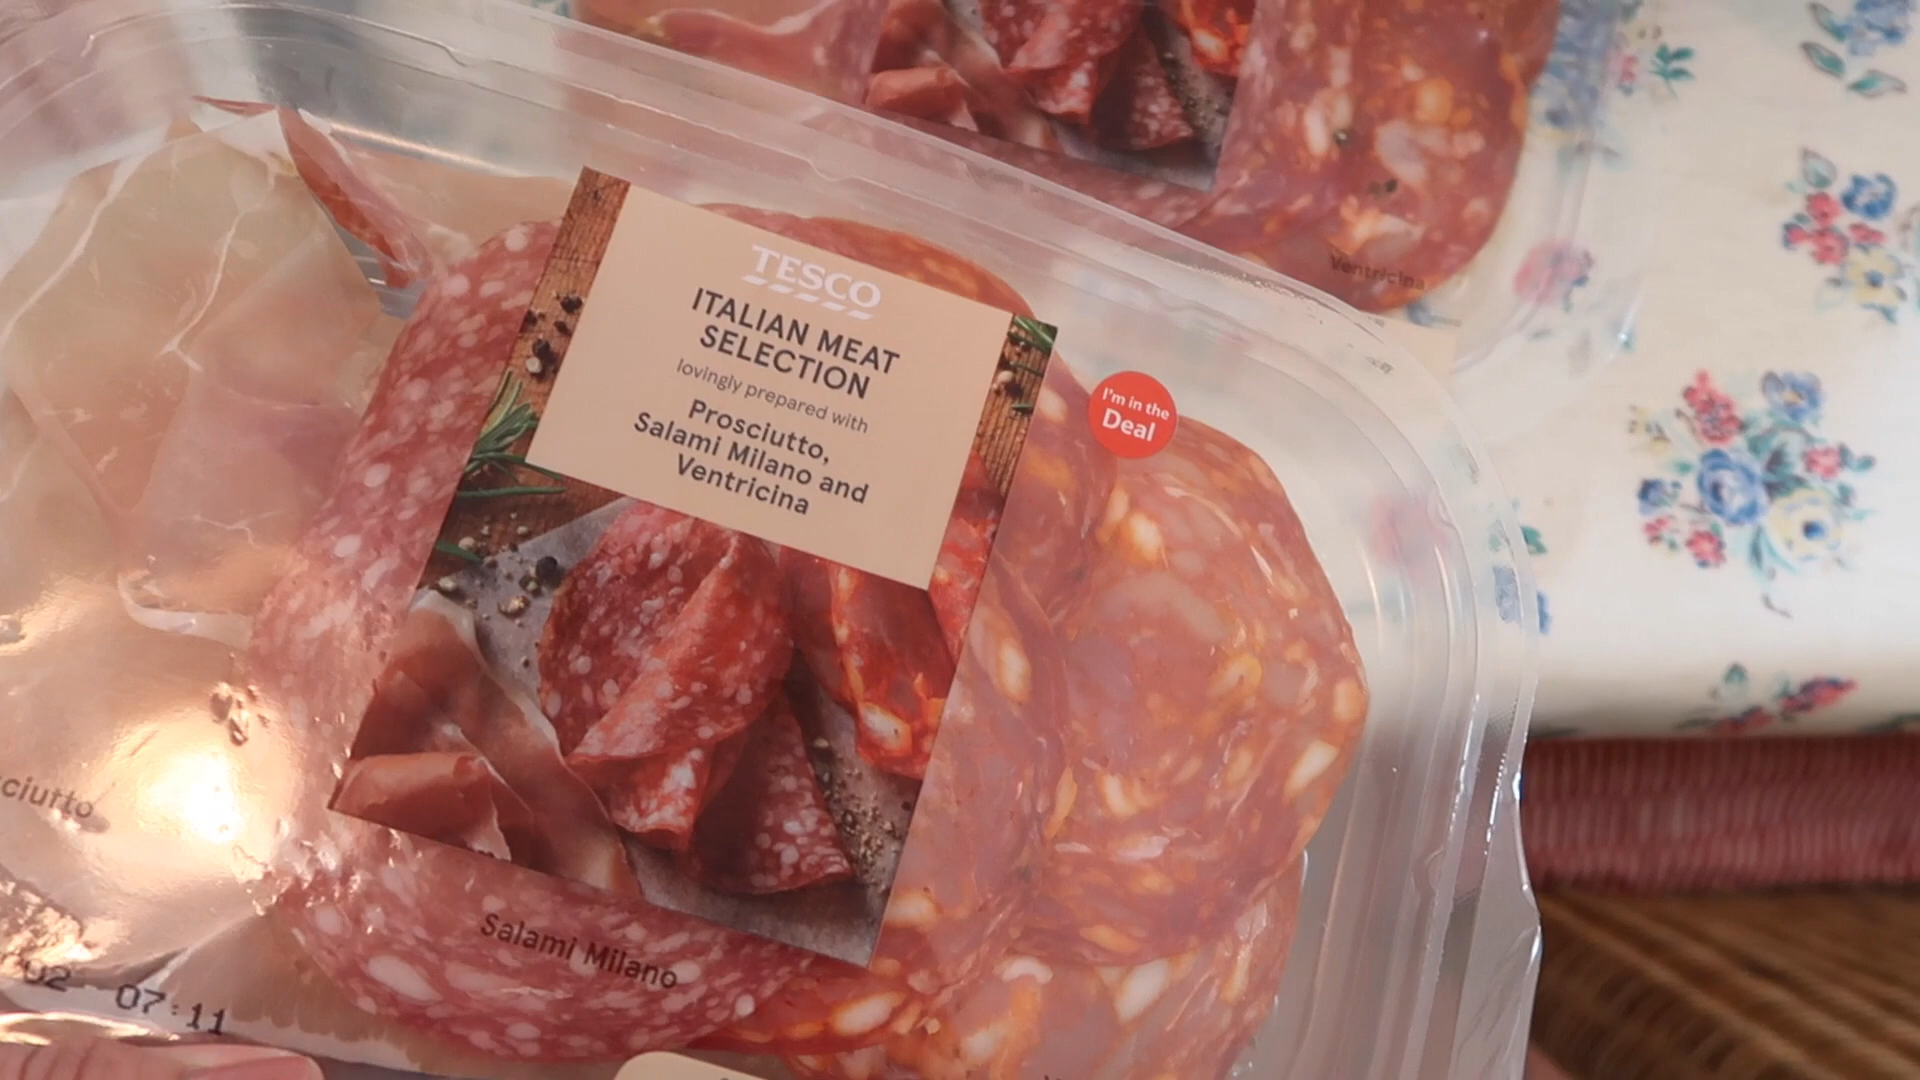 Ventricina
TESCO
ITALIAN MEAT
SELECTION
lovingly prepared with
Prosciutto,
Salami Milano and
Ventricina
I'm in the
Deal
ciutto
Salami Milano
02 07:11